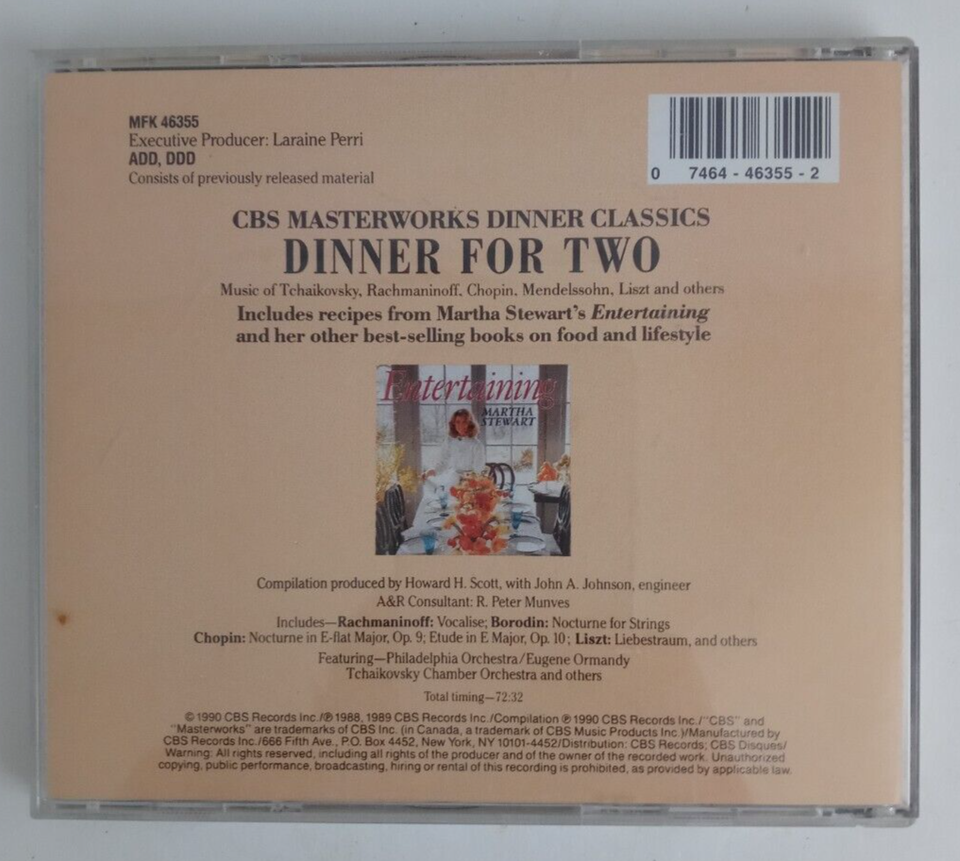 MFK 46355
Executive Producer: Laraine Perri
ADD, DDD
Consists of previously released material
0 7464 - 46355 - 2
CBS MASTERWORKS DINNER CLASSICS
DINNER FOR TWO
Music of Tchaikovsky, Rachmaninoff, Chopin, Mendelssohn, Liszt and others
Includes recipes from Martha Stewart's Entertaining
and her other best-selling books on food and lifestyle
Entertaining
MARTHA
STEWART
Compilation produced by Howard H. Scott, with John A. Johnson, engineer
A&R Consultant: R. Peter Munves
Includes—Rachmaninoff: Vocalise; Borodin: Nocturne for Strings
Chopin: Nocturne in E-flat Major, Op. 9; Etude in E Major, Op. 10; Liszt: Liebestraum, and others
Featuring—Philadelphia Orchestra/Eugene Ormandy
Tchaikovsky Chamber Orchestra and others
Total timing—72:32
© 1990 CBS Records Inc./℗ 1988, 1989 CBS Records Inc./Compilation ℗ 1990 CBS Records Inc./"CBS" and
"Masterworks" are trademarks of CBS Inc. (in Canada, a trademark of CBS Music Products Inc.)/Manufactured by
CBS Records Inc./666 Fifth Ave., P.O. Box 4452, New York, NY 10101-4452/Distribution: CBS Records; CBS Disques/
Warning: All rights reserved, including all rights of the producer and of the owner of the recorded work. Unauthorized
copying, public performance, broadcasting, hiring or rental of this recording is prohibited, as provided by applicable law.